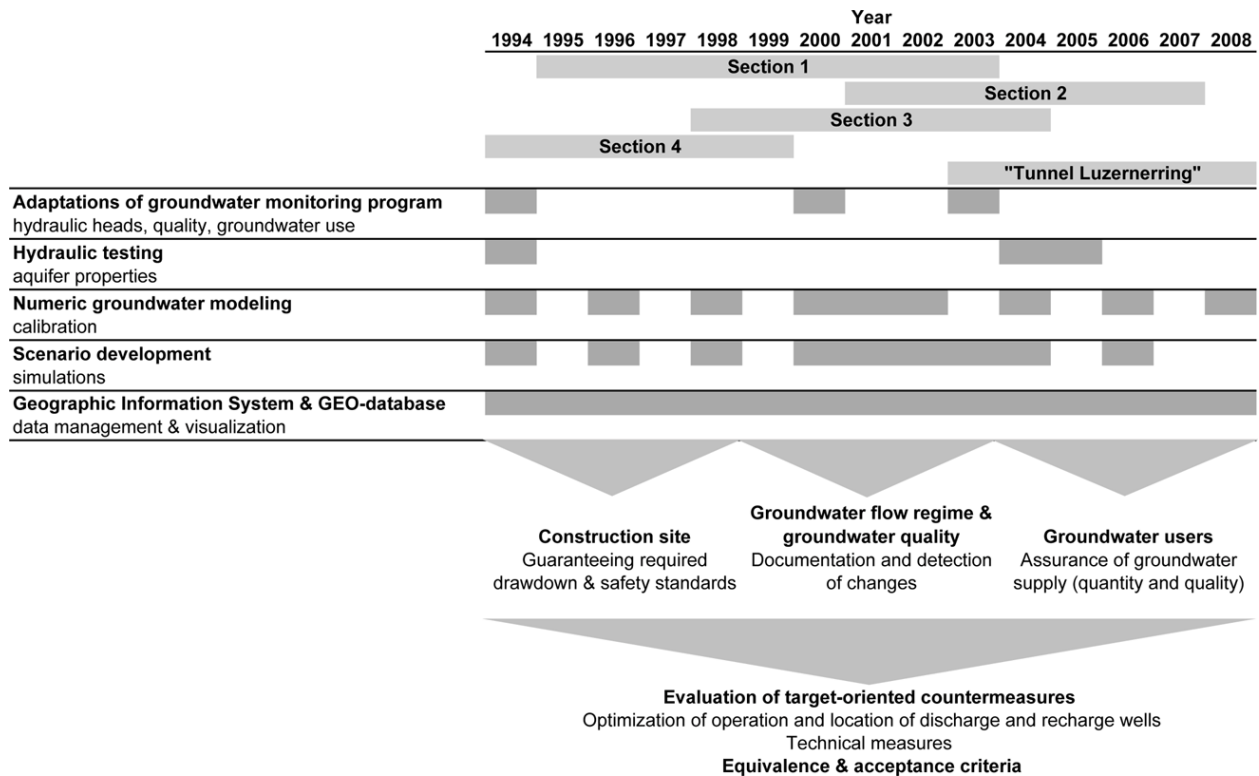 Year
1994 1995 1996 1997 1998 1999 2000 2001 2002 2003 2004 2005 2006 2007 2008
Section 1
Section 2
Section 3
Section 4
"Tunnel Luzernerring"
Adaptations of groundwater monitoring program
hydraulic heads, quality, groundwater use
Hydraulic testing
aquifer properties
Numeric groundwater modeling
calibration
Scenario development
simulations
Geographic Information System & GEO-database
data management & visualization
Construction site
Guaranteeing required
drawdown & safety standards
Groundwater flow regime &
groundwater quality
Documentation and detection
of changes
Groundwater users
Assurance of groundwater
supply (quantity and quality)
Evaluation of target-oriented countermeasures
Optimization of operation and location of discharge and recharge wells
Technical measures
Equivalence & acceptance criteria